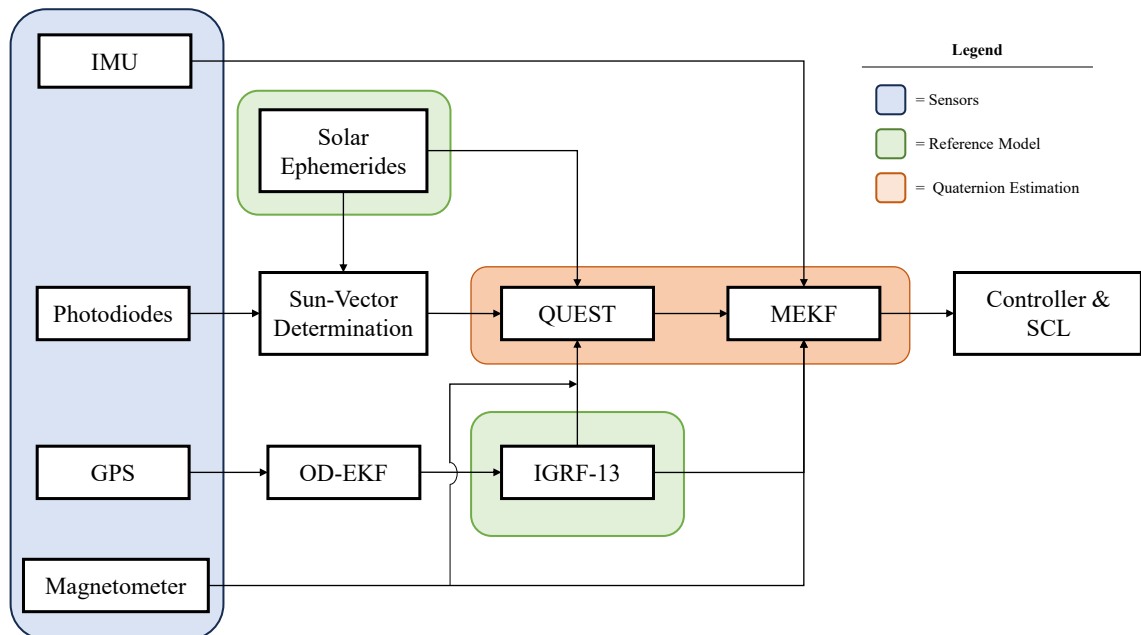 IMU
Solar
Ephemerides
Legend
= Sensors
= Reference Model
= Quaternion Estimation
Photodiodes
Sun-Vector
Determination
QUEST
MEKF
Controller &
SCL
GPS
OD-EKF
IGRF-13
Magnetometer